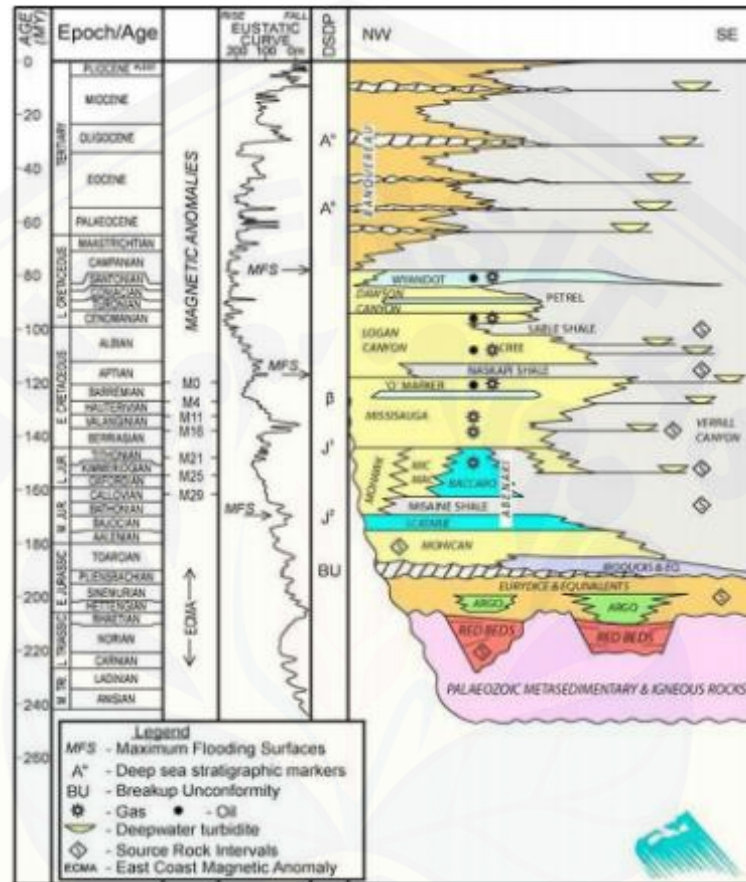 AGE (MY)
Epoch/Age
MAGNETIC ANOMALIES
RISE FALL
EUSTATIC CURVE
200 100 0m
DSDP
NW
SE
0
-20
-40
-60
-80
-100
-120
-140
-160
-180
-200
-220
-240
-260
TERTIARY
L. CRETACEOUS
E. CRETACEOUS
L. JUR.
M. JUR.
E. JURASSIC
L. TRIASSIC
M. TRI.
PLIOCENE
MIOCENE
OLIGOCENE
EOCENE
PALAEOCENE
MAASTRICHTIAN
CAMPANIAN
SANTONIAN
CONIACIAN
TURONIAN
CENOMANIAN
ALBIAN
APTIAN
BARREMIAN
HAUTERIVIAN
VALANGINIAN
BERRIASIAN
TITHONIAN
KIMMERIDGIAN
OXFORDIAN
CALLOVIAN
BATHONIAN
BAJOCIAN
AALENIAN
TOARCIAN
PLIENSBACHIAN
SINEMURIAN
HETTENGIAN
RHAETIAN
NORIAN
CARNIAN
LADINIAN
ANISIAN
M0
M4
M11
M16
M21
M25
M29
ECMA
MFS
MFS
MFS
A"
A"
β
J'
J²
BU
BANQUEREAU
WYANDOT
DAWSON
CANYON
PETREL
LOGAN
CANYON
SABLE SHALE
CREE
NASKAPI SHALE
'O' MARKER
MISSISAUGA
VERRILL
CANYON
MOHAWK
MIC
MAC
BACCARO
ABENAKI
MISAINE SHALE
SCATARIE
MOHICAN
IROQUOIS & EQ.
EURYDICE & EQUIVALENTS
ARGO
ARGO
RED BEDS
RED BEDS
PALAEOZOIC METASEDIMENTARY & IGNEOUS ROCKS
Legend
MFS - Maximum Flooding Surfaces
A" - Deep sea stratigraphic markers
BU - Breakup Unconformity
- Gas - Oil
- Deepwater turbidite
- Source Rock Intervals
ECMA - East Coast Magnetic Anomaly